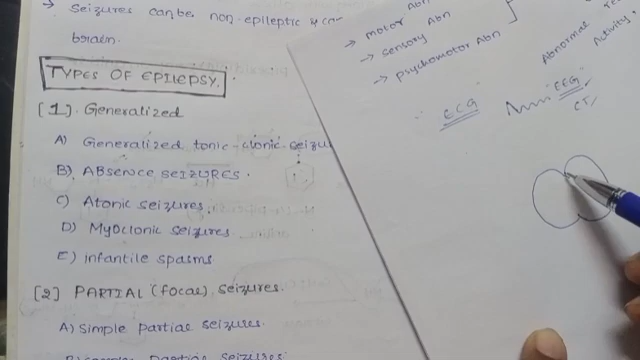 → Seizures can be non-epileptic
brain.
TYPES OF EPILEPSY.
[1]. Generalized
A) Generalized tonic-clonic-seizu
B) ABSENCE SEIZURES.
C) Atonic seizures.
D) Myoclonic seizures
E) infantile spasms
[2] PARTIAL (focal) seizures.
A) Simple partial seizures.
partial seizures.
→ motor Abn
→ sensory Abn
→ psychomotor Abn
Abnormal
Activity.
"ECG"
"EEG"
CT,